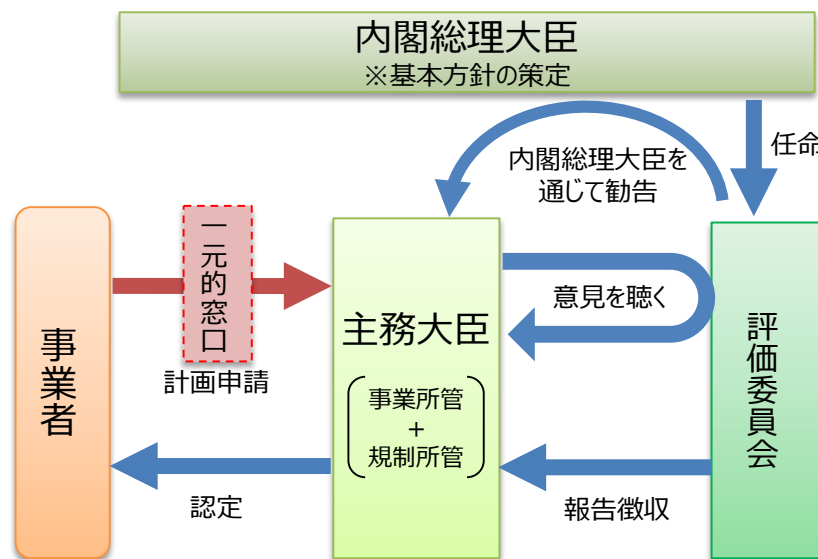 内閣総理大臣
※基本方針の策定
任命
内閣総理大臣を
通じて勧告
一元的窓口
意見を聴く
主務大臣
事業者
計画申請
評価委員会
事業所管
+
規制所管
認定
報告徴収